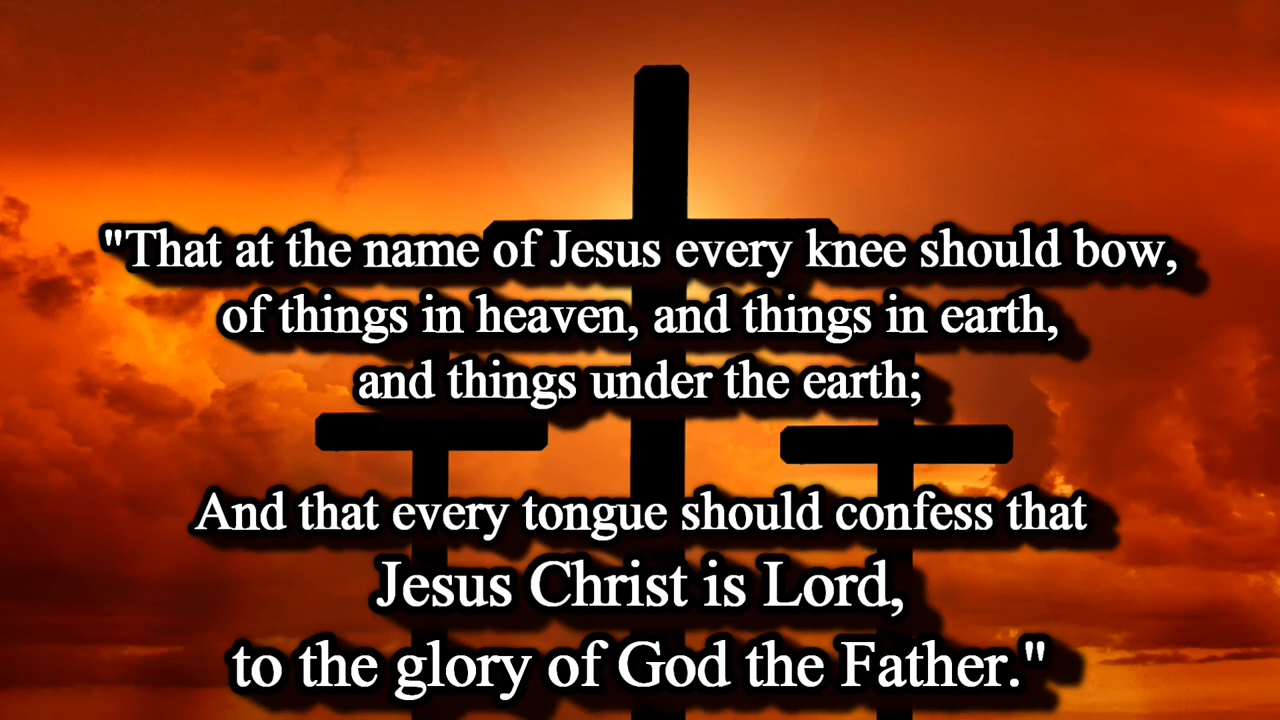 "That at the name of Jesus every knee should bow,
of things in heaven, and things in earth,
and things under the earth;
And that every tongue should confess that
Jesus Christ is Lord,
to the glory of God the Father."